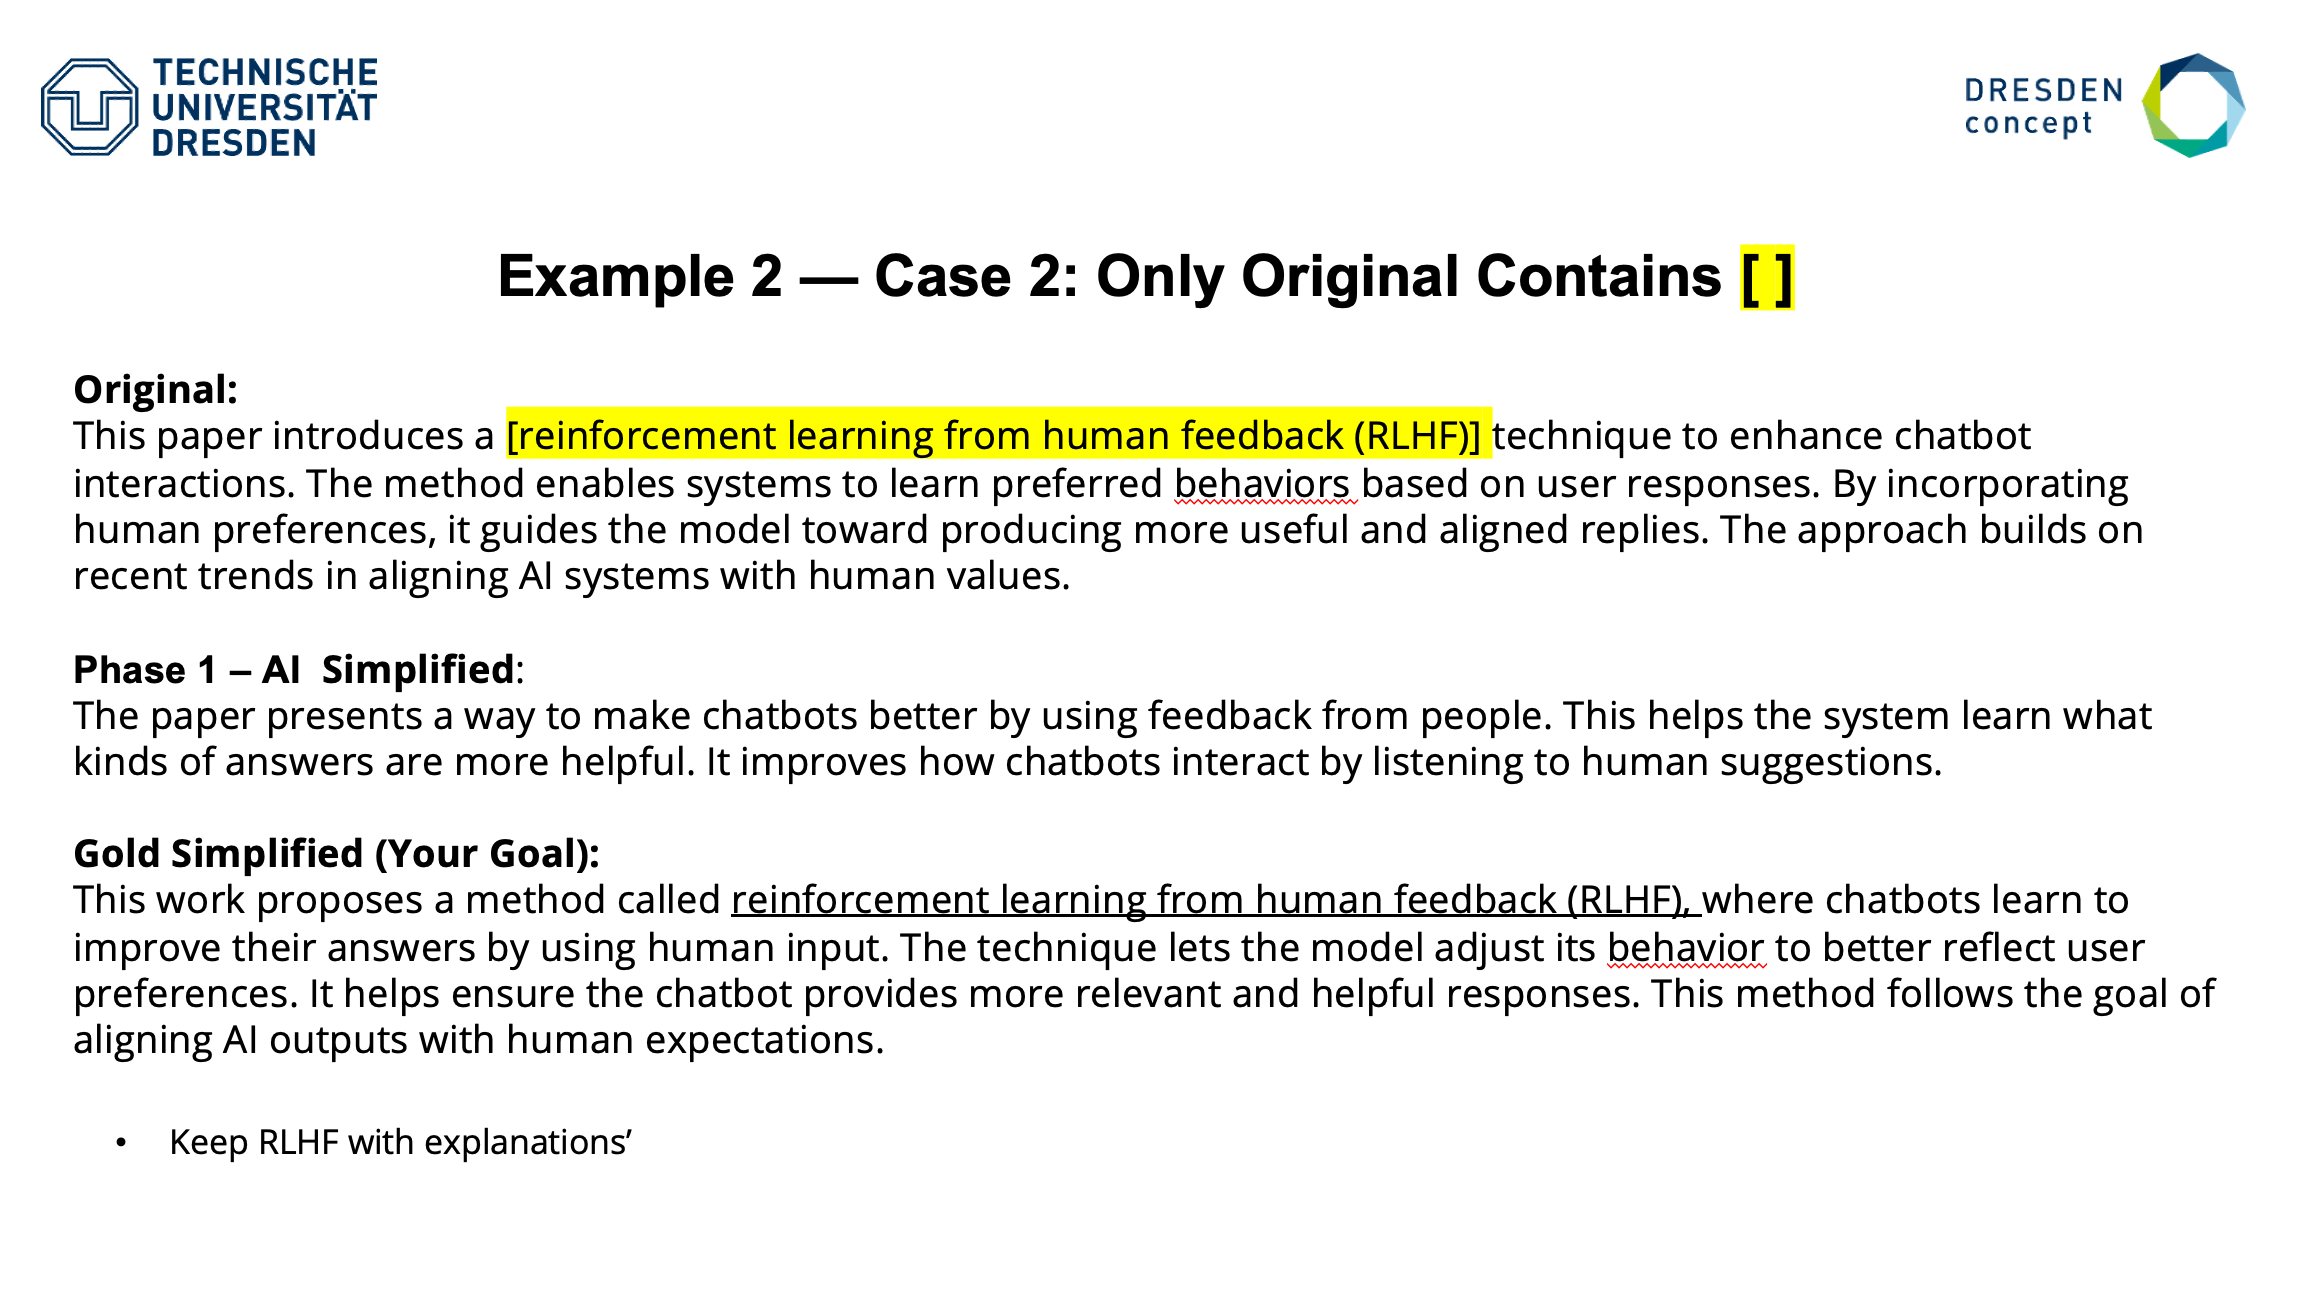 TECHNISCHE
UNIVERSITÄT
DRESDEN
DRESDEN
concept
Example 2 — Case 2: Only Original Contains [ ]
Original:
This paper introduces a [reinforcement learning from human feedback (RLHF)] technique to enhance chatbot
interactions. The method enables systems to learn preferred behaviors based on user responses. By incorporating
human preferences, it guides the model toward producing more useful and aligned replies. The approach builds on
recent trends in aligning AI systems with human values.
Phase 1 – AI  Simplified:
The paper presents a way to make chatbots better by using feedback from people. This helps the system learn what
kinds of answers are more helpful. It improves how chatbots interact by listening to human suggestions.
Gold Simplified (Your Goal):
This work proposes a method called reinforcement learning from human feedback (RLHF), where chatbots learn to
improve their answers by using human input. The technique lets the model adjust its behavior to better reflect user
preferences. It helps ensure the chatbot provides more relevant and helpful responses. This method follows the goal of
aligning AI outputs with human expectations.
• Keep RLHF with explanations’